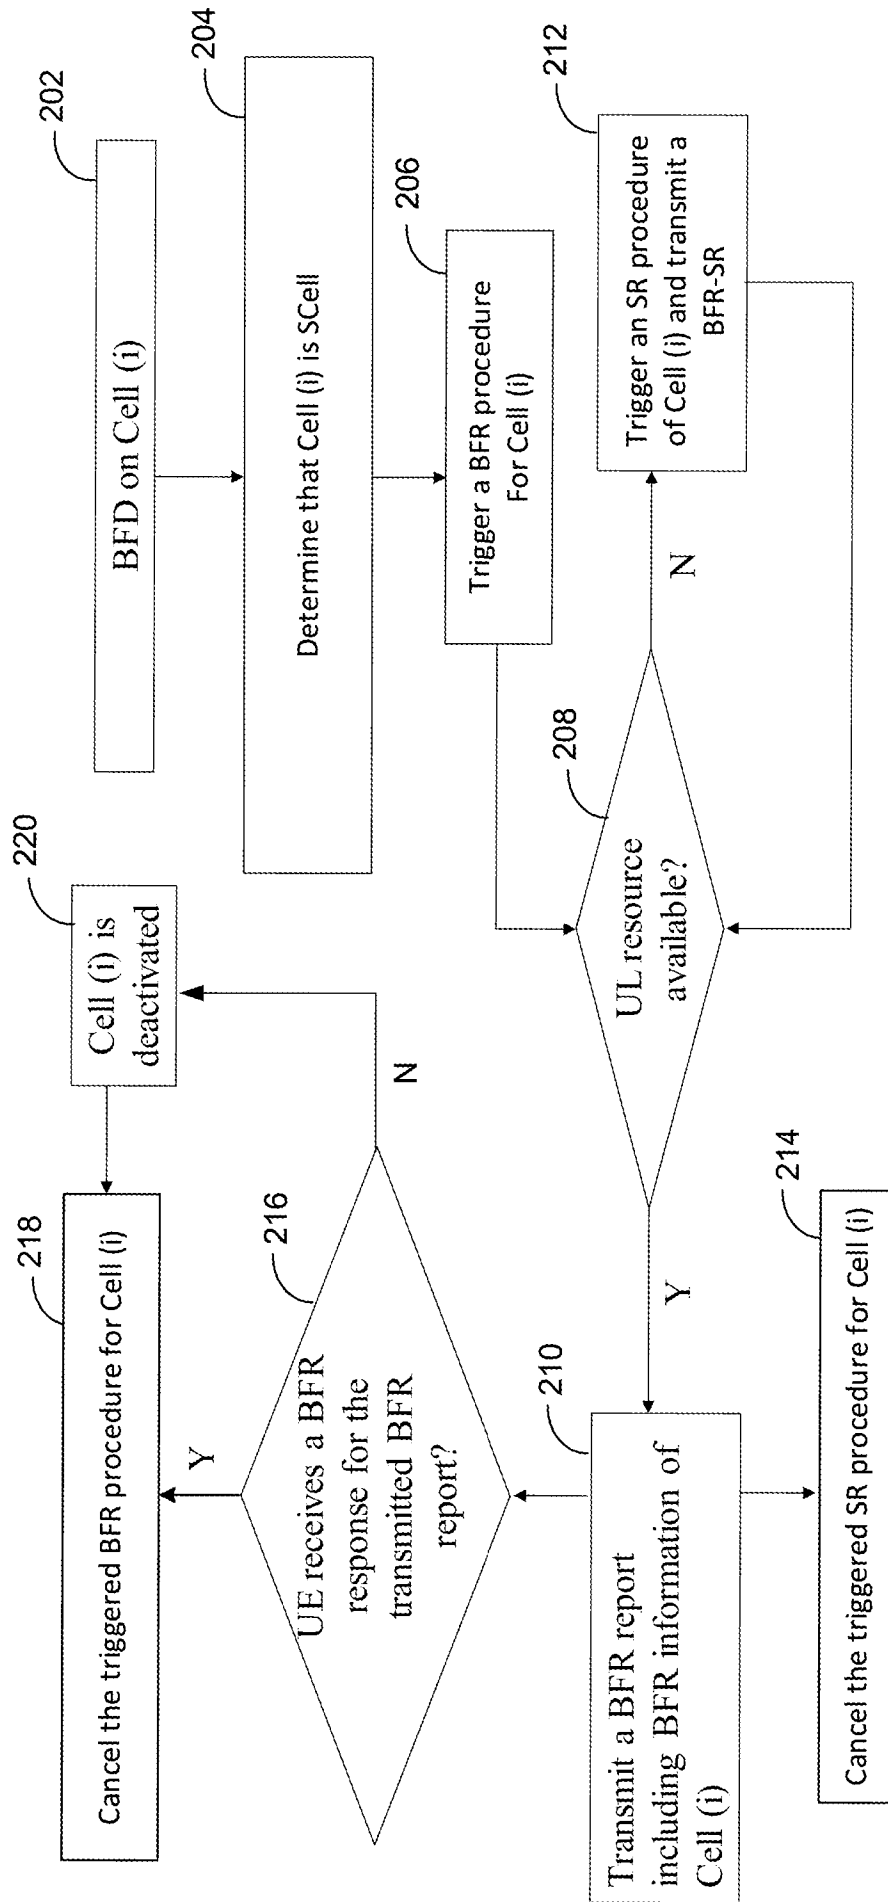 202
BFD on Cell (i)
204
Determine that Cell (i) is SCell
206
Trigger a BFR procedure
For Cell (i)
208
UL resource
available?
N
212
Trigger an SR procedure
of Cell (i) and transmit a
BFR-SR
Y
210
Transmit a BFR report
including BFR information of
Cell (i)
214
Cancel the triggered SR procedure for Cell (i)
216
UE receives a BFR
response for the
transmitted BFR
report?
Y
N
218
Cancel the triggered BFR procedure for Cell (i)
220
Cell (i) is
deactivated